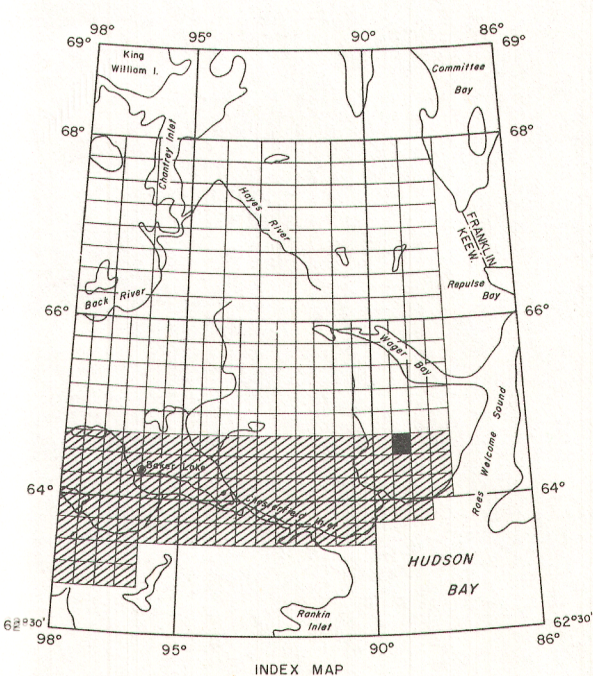 98°
95°
90°
86°
69°
69°
King
William I.
Committee
Bay
68°
68°
Chantrey Inlet
Hayes
River
FRANKLIN
KEEW.
Back River
Repulse
Bay
66°
66°
Wager Bay
Roes Welcome Sound
Baker Lake
64°
64°
Chesterfield Inlet
HUDSON
BAY
Rankin
Inlet
62°30'
62°30'
98°
95°
90°
86°
INDEX MAP